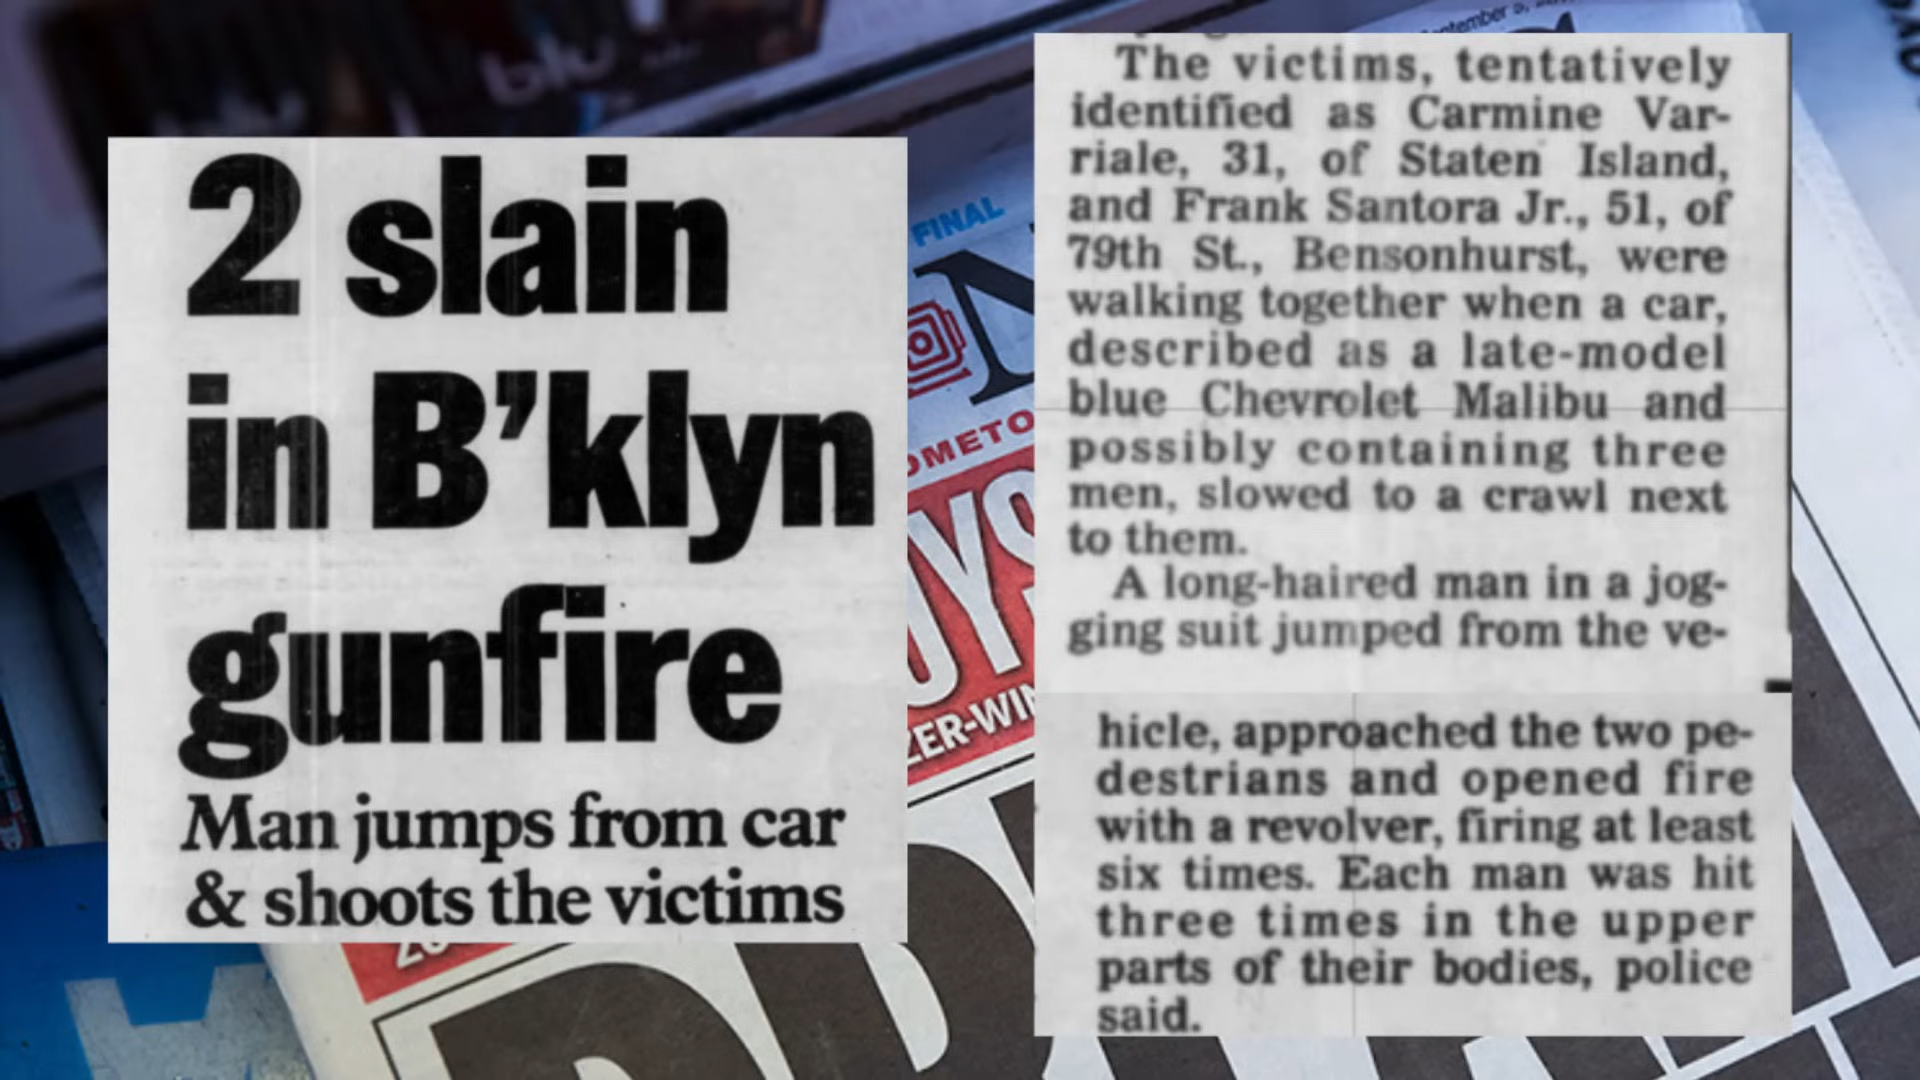 2 slain
in B'klyn
gunfire
Man jumps from car
& shoots the victims
The victims, tentatively
identified as Carmine Var-
riale, 31, of Staten Island,
and Frank Santora Jr., 51, of
79th St., Bensonhurst, were
walking together when a car,
described as a late-model
blue Chevrolet Malibu and
possibly containing three
men, slowed to a crawl next
to them.
A long-haired man in a jog-
ging suit jumped from the ve-
hicle, approached the two pe-
destrians and opened fire
with a revolver, firing at least
six times. Each man was hit
three times in the upper
parts of their bodies, police
said.
FINAL
blu